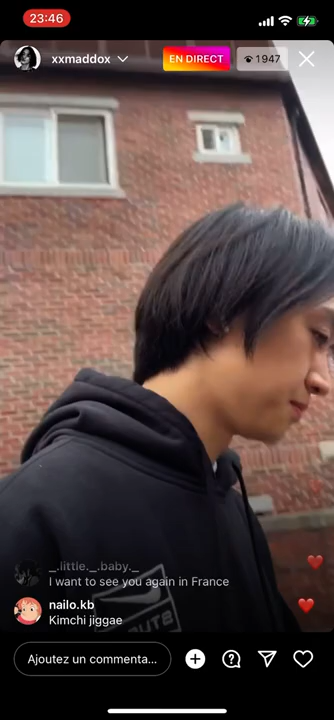 23:46
xxmaddox
EN DIRECT
1947
_.little._.baby._
I want to see you again in France
nailo.kb
Kimchi jiggae
Ajoutez un commenta...